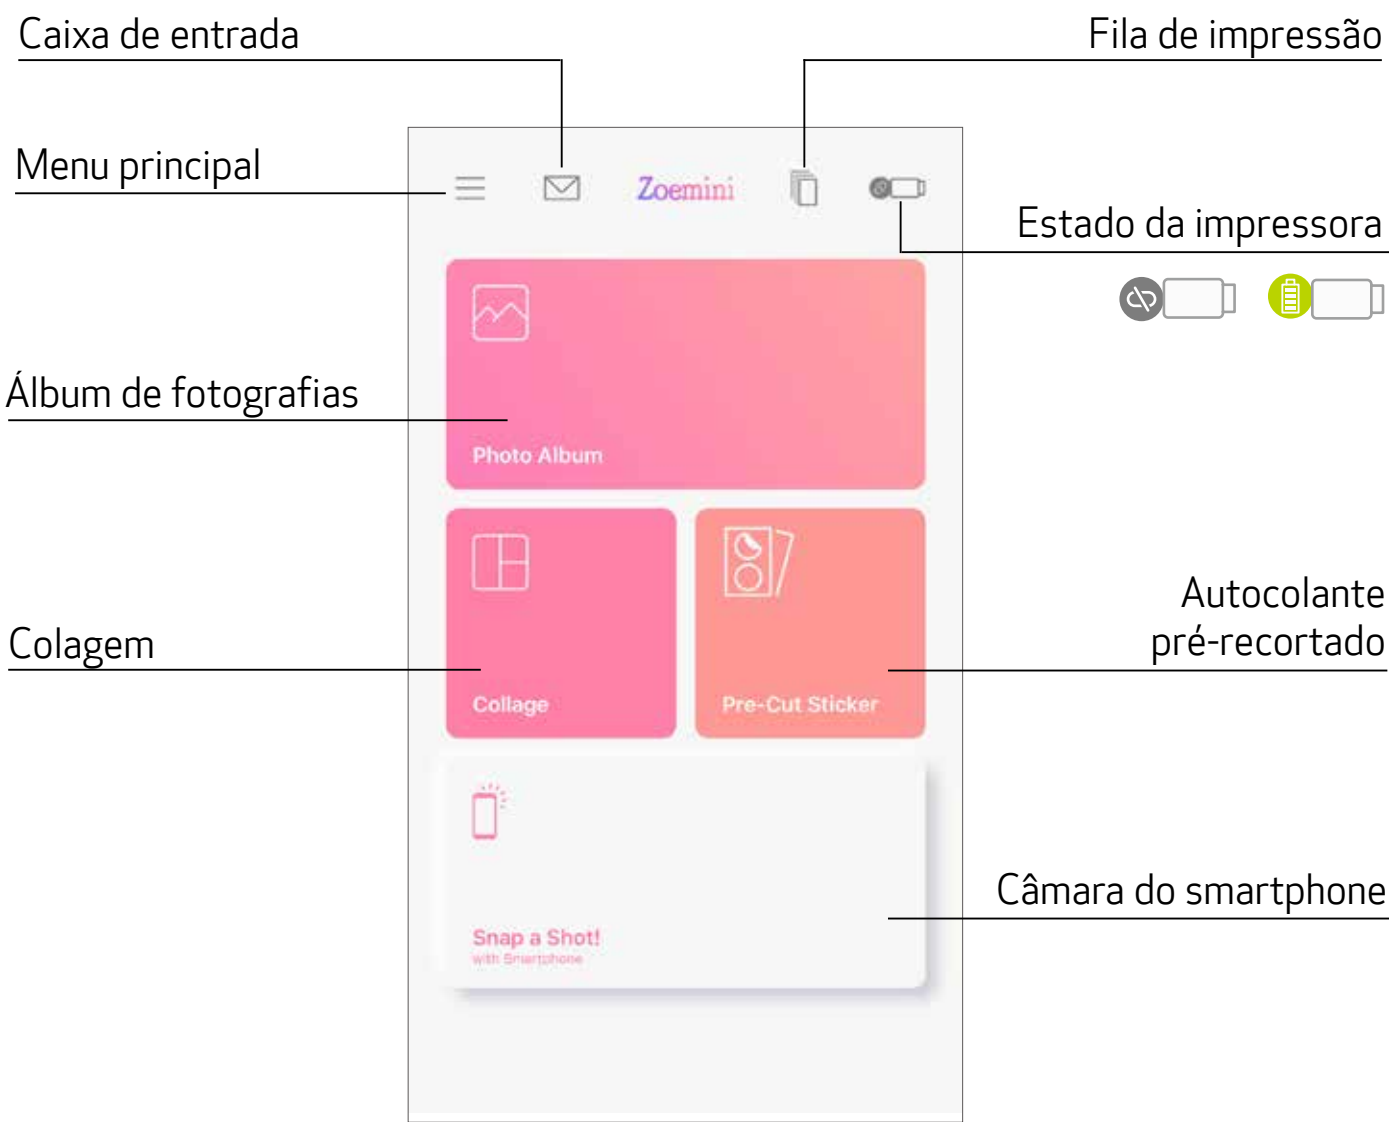 Caixa de entrada
Fila de impressão
Menu principal
Zoemini
Estado da impressora
Álbum de fotografias
Photo Album
Autocolante
pré-recortado
Colagem
Collage
Pre-Cut Sticker
Câmara do smartphone
Snap a Shot!
with Smartphone